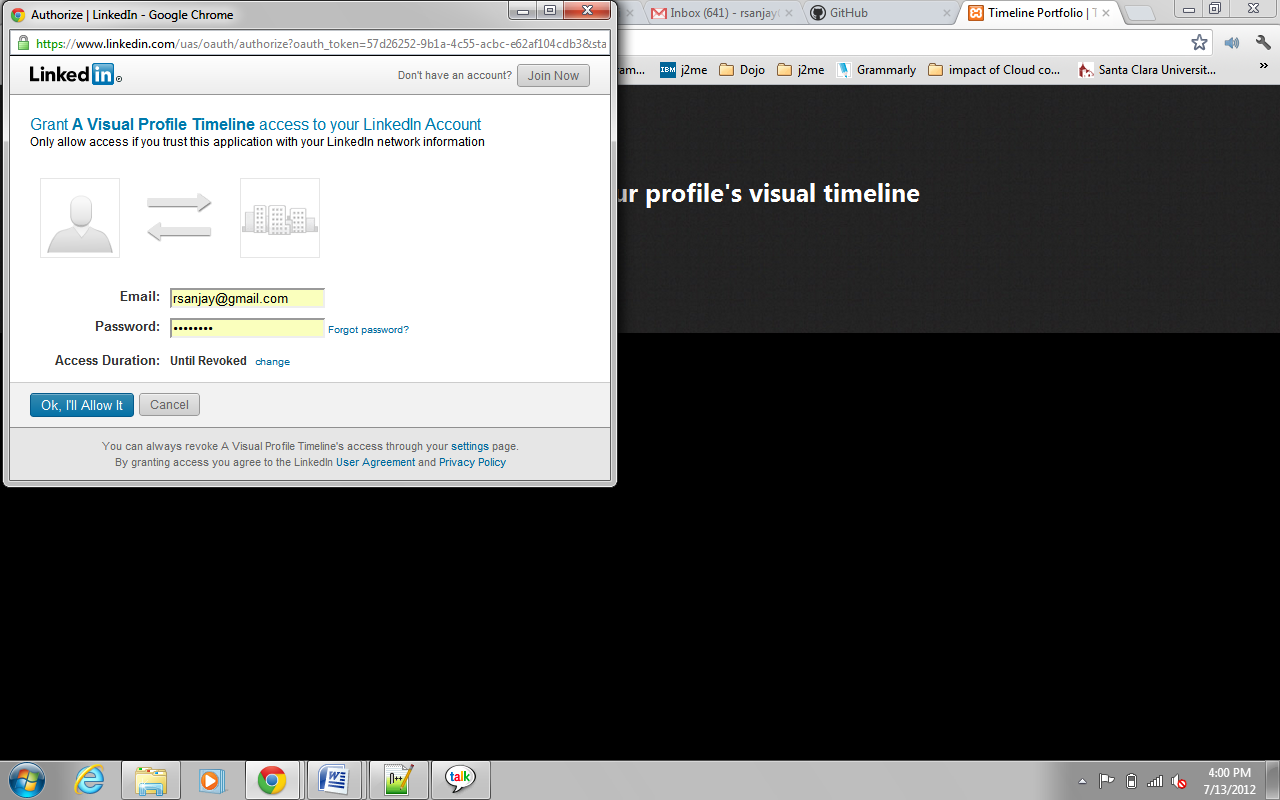 Authorize | LinkedIn - Google Chrome
Inbox (641) - rsanjay
GitHub
Timeline Portfolio | T
https://www.linkedin.com/uas/oauth/authorize?oauth_token=57d26252-9b1a-4c55-acbc-e62af104cdb3&sta
ram...
IBM j2me
Dojo
j2me
Grammarly
impact of Cloud co...
Santa Clara Universit...
»
Linked in
Don't have an account?
Join Now
Grant A Visual Profile Timeline access to your LinkedIn Account
Only allow access if you trust this application with your LinkedIn network information
ur profile's visual timeline
Email: rsanjay@gmail.com
Password: •••••••• Forgot password?
Access Duration: Until Revoked change
Ok, I'll Allow It
Cancel
You can always revoke A Visual Profile Timeline's access through your settings page.
By granting access you agree to the LinkedIn User Agreement and Privacy Policy
talk
4:00 PM
7/13/2012